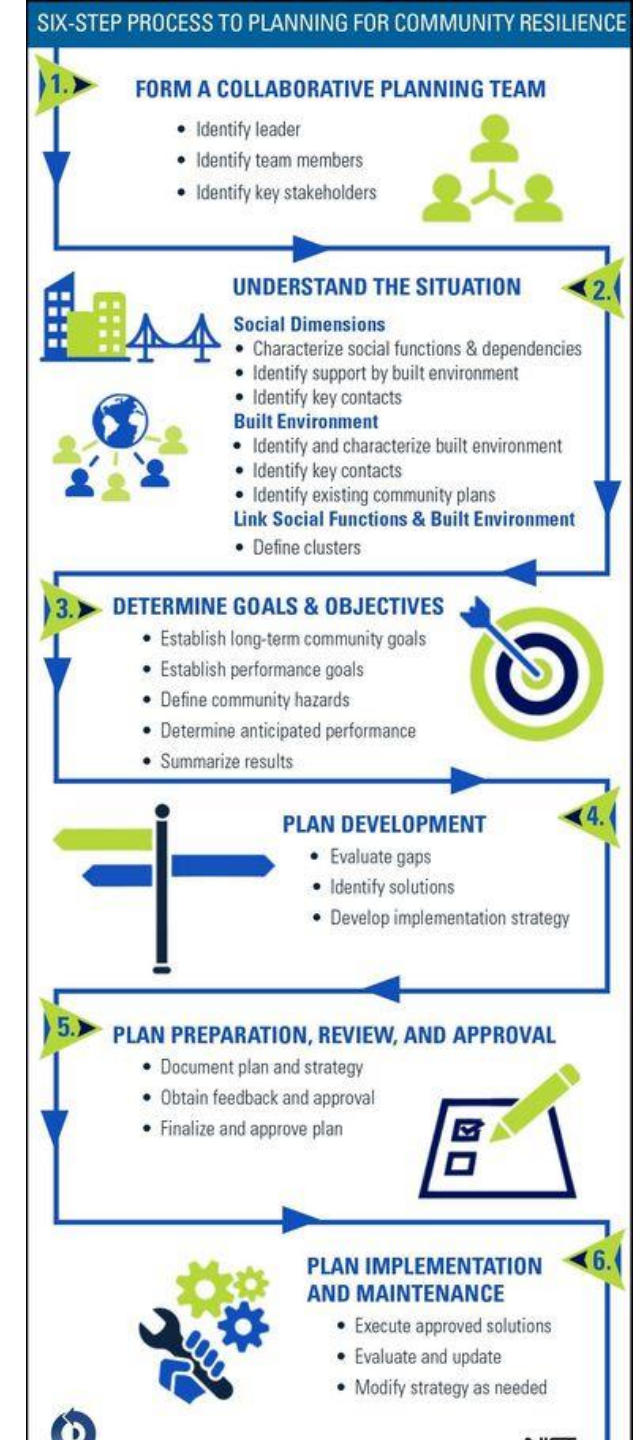 SIX-STEP PROCESS TO PLANNING FOR COMMUNITY RESILIENCE
1.
FORM A COLLABORATIVE PLANNING TEAM
• Identify leader
• Identify team members
• Identify key stakeholders
2.
UNDERSTAND THE SITUATION
Social Dimensions
• Characterize social functions & dependencies
• Identify support by built environment
• Identify key contacts
Built Environment
• Identify and characterize built environment
• Identify key contacts
• Identify existing community plans
Link Social Functions & Built Environment
• Define clusters
3.
DETERMINE GOALS & OBJECTIVES
• Establish long-term community goals
• Establish performance goals
• Define community hazards
• Determine anticipated performance
• Summarize results
4.
PLAN DEVELOPMENT
• Evaluate gaps
• Identify solutions
• Develop implementation strategy
5.
PLAN PREPARATION, REVIEW, AND APPROVAL
• Document plan and strategy
• Obtain feedback and approval
• Finalize and approve plan
6.
PLAN IMPLEMENTATION
AND MAINTENANCE
• Execute approved solutions
• Evaluate and update
• Modify strategy as needed